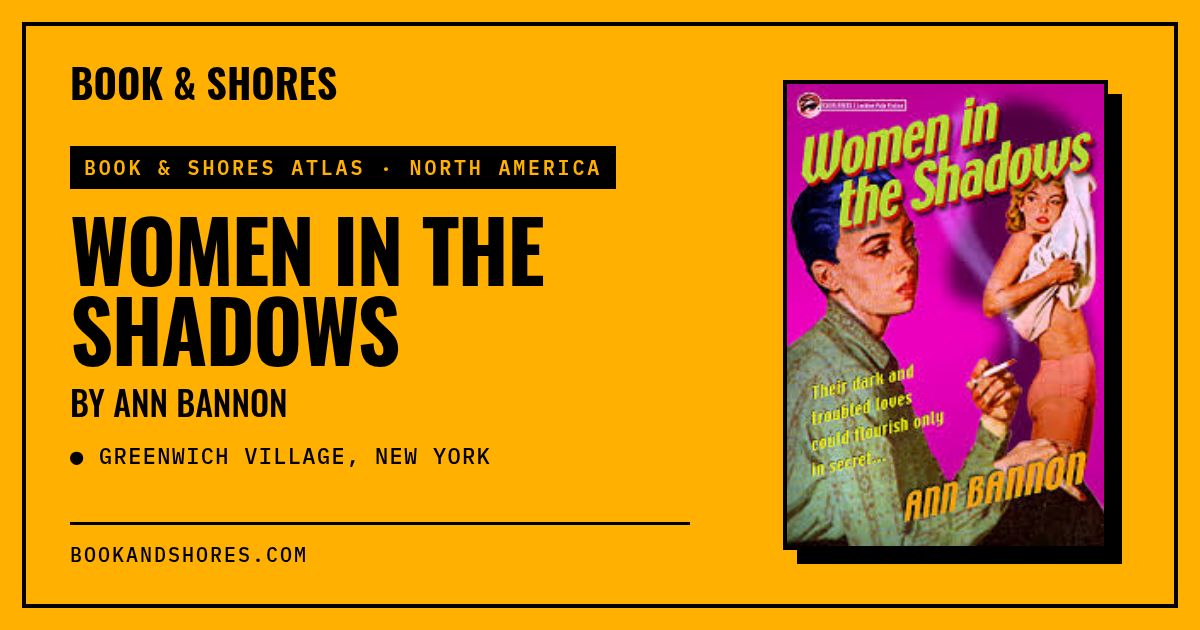 BOOK & SHORES
BOOK & SHORES ATLAS · NORTH AMERICA
WOMEN IN THE
SHADOWS
BY ANN BANNON
GREENWICH VILLAGE, NEW YORK
BOOKANDSHORES.COM
Women in
the Shadows
Their dark and
troubled loves
could flourish only
in secret...
ANN BANNON